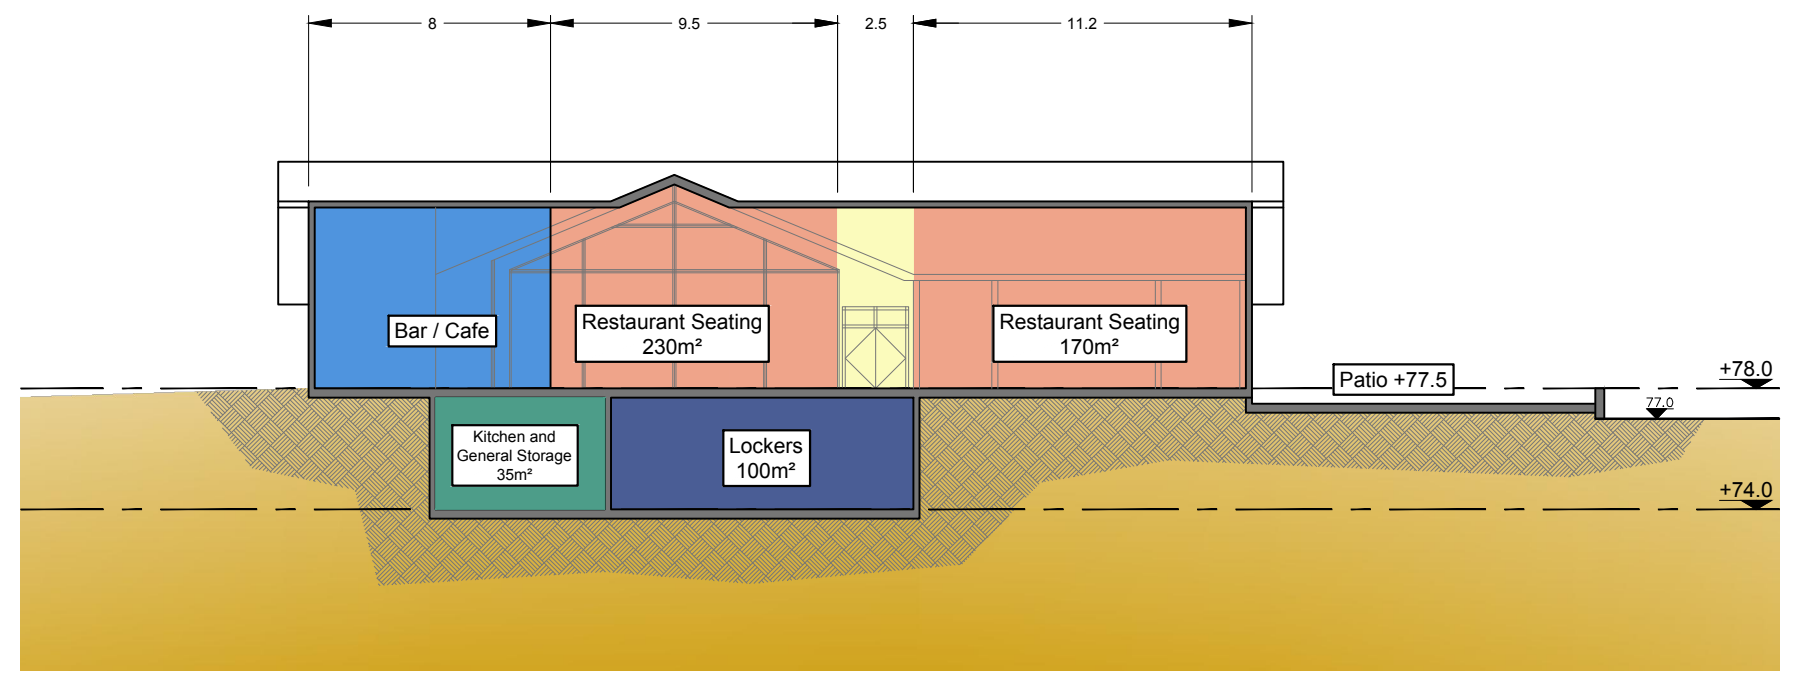 8
9.5
2.5
11.2
Bar / Cafe
Restaurant Seating
230m²
Restaurant Seating
170m²
Patio +77.5
+78.0
77.0
Kitchen and
General Storage
35m²
Lockers
100m²
+74.0